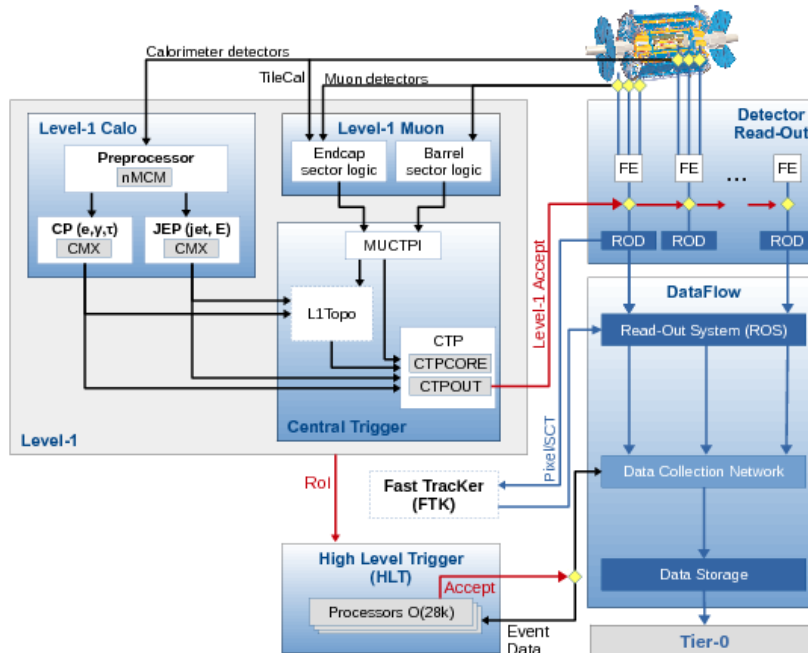 Calorimeter detectors
TileCal
Muon detectors
Level-1 Calo
Preprocessor
nMCM
CP (e,γ,τ)
CMX
JEP (jet, E)
CMX
Level-1 Muon
Endcap
sector logic
Barrel
sector logic
MUCTPI
L1Topo
CTP
CTPCORE
CTPOUT
Central Trigger
Level-1
Level-1 Accept
Detector
Read-Out
FE
FE
...
FE
ROD
ROD
ROD
DataFlow
Read-Out System (ROS)
Pixel/SCT
Data Collection Network
Data Storage
Tier-0
RoI
Fast TracKer
(FTK)
High Level Trigger
(HLT)
Accept
Processors O(28k)
Event
Data